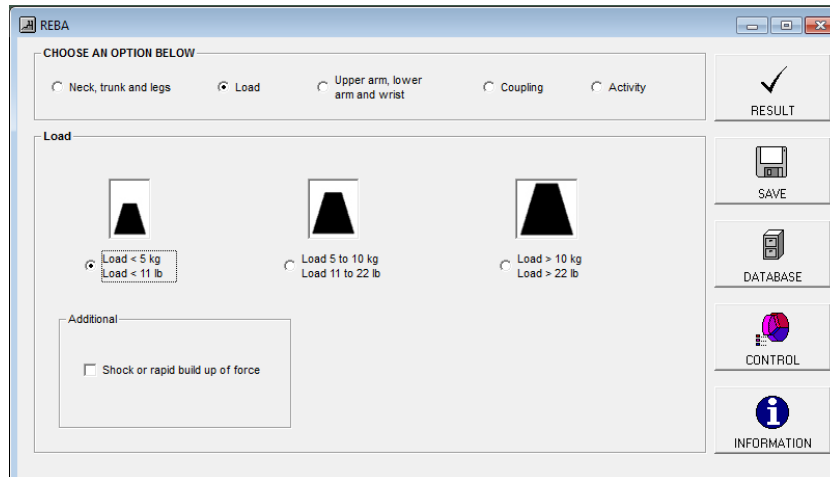 REBA
CHOOSE AN OPTION BELOW
Neck, trunk and legs
Load
Upper arm, lower
arm and wrist
Coupling
Activity
RESULT
Load
SAVE
Load < 5 kg
Load < 11 lb
Load 5 to 10 kg
Load 11 to 22 lb
Load > 10 kg
Load > 22 lb
DATABASE
Additional
Shock or rapid build up of force
CONTROL
INFORMATION